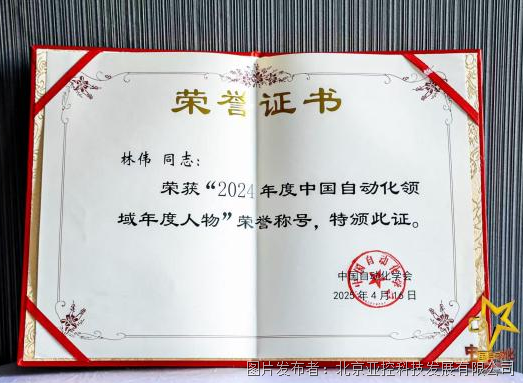 荣誉证书
林伟 同志：
荣获“2024年度中国自动化领
域年度人物”荣誉称号，特颁此证。
中国自动化学会
2025年4月18日
图片发布者：北京亚控科技发展有限公司